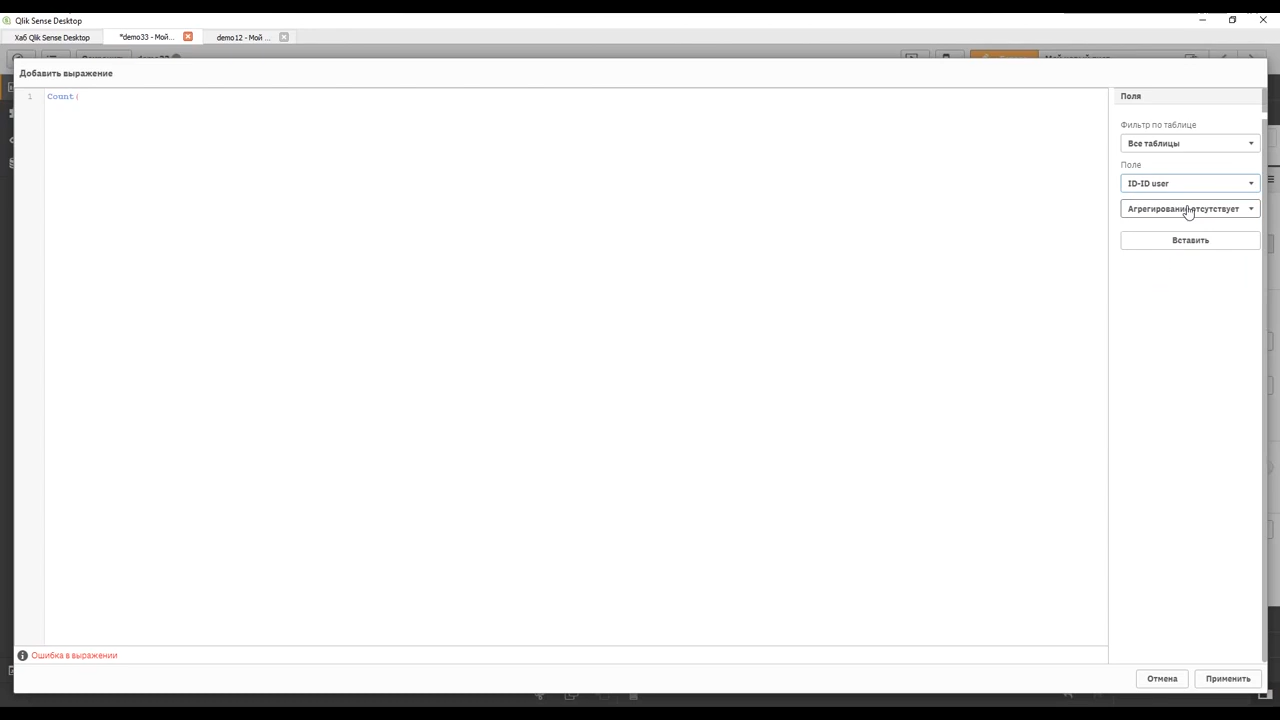 Qlik Sense Desktop
Хаб Qlik Sense Desktop
*demo33 - Мой...
demo12 - Мой ...
Добавить выражение
1
Count(
Поля
Фильтр по таблице
Все таблицы
Поле
ID-ID user
Агрегирование отсутствует
Вставить
Ошибка в выражении
Отмена
Применить